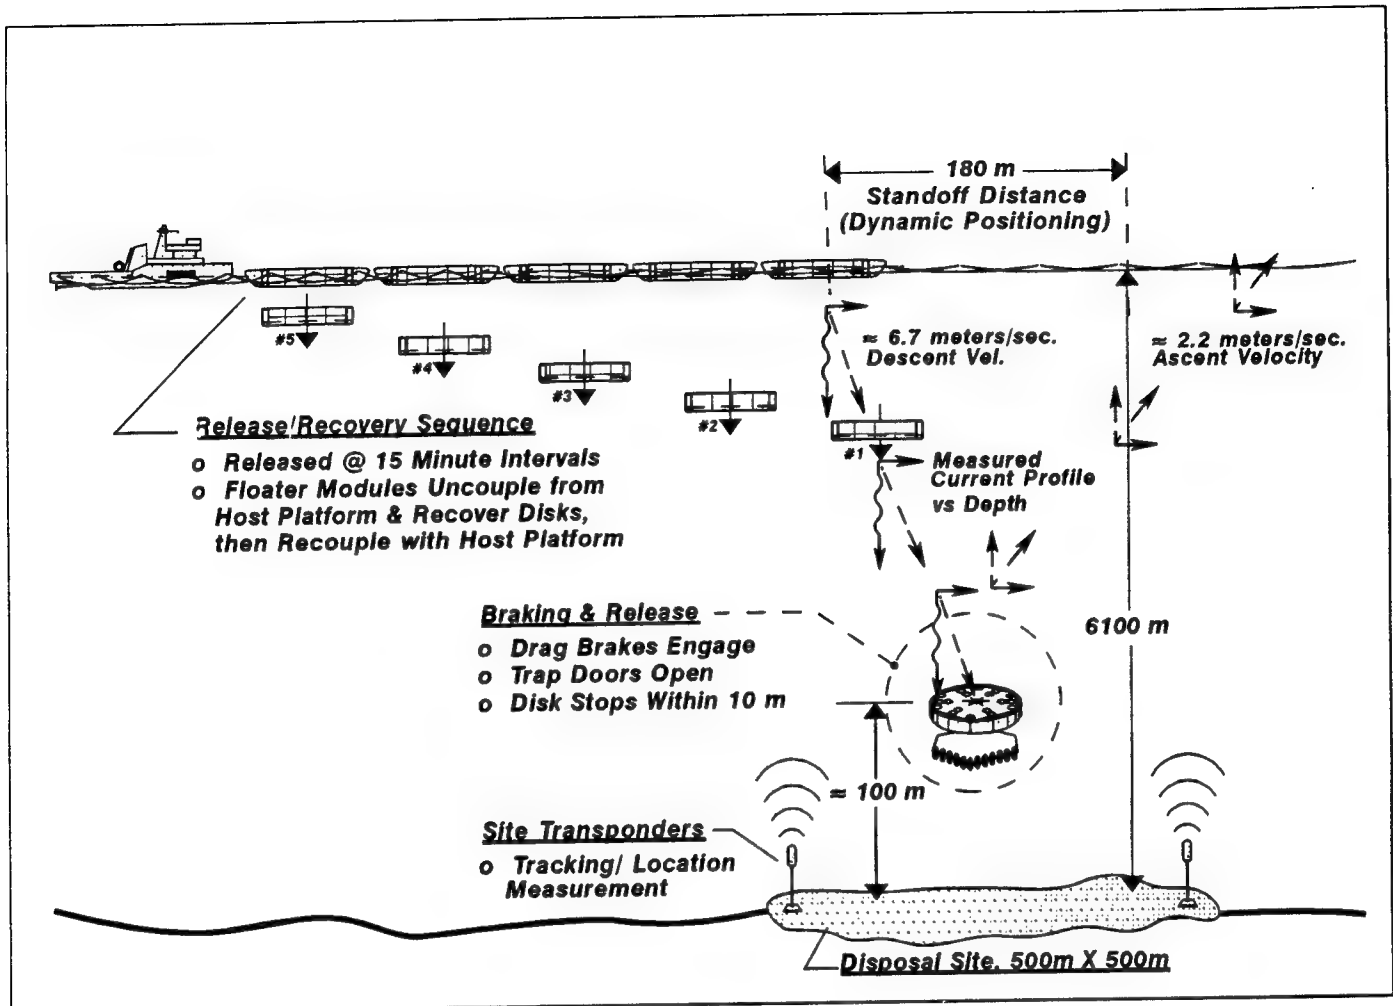 180 m
Standoff Distance
(Dynamic Positioning)
≈ 6.7 meters/sec.
Descent Vel.
≈ 2.2 meters/sec.
Ascent Velocity
#5
#4
#3
#2
#1
Release/Recovery Sequence
o Released @ 15 Minute Intervals
o Floater Modules Uncouple from
Host Platform & Recover Disks,
then Recouple with Host Platform
Measured
Current Profile
vs Depth
Braking & Release
o Drag Brakes Engage
o Trap Doors Open
o Disk Stops Within 10 m
6100 m
≈ 100 m
Site Transponders
o Tracking/ Location
Measurement
Disposal Site. 500m X 500m